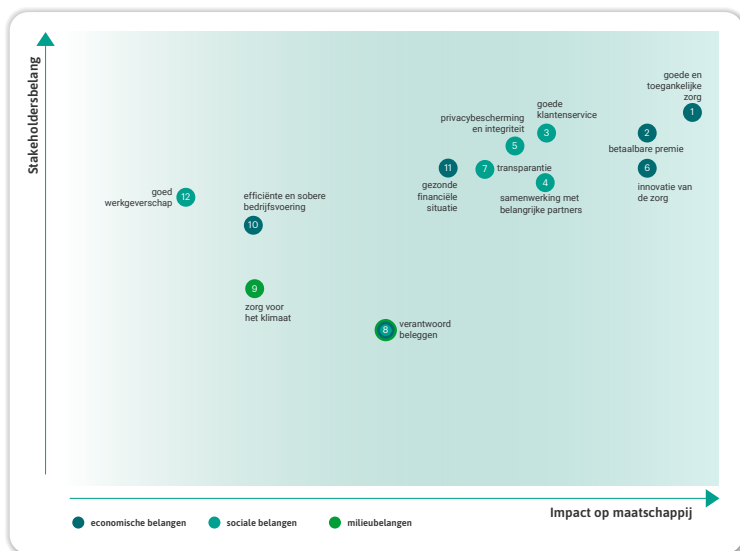 Stakeholdersbelang
goede en
toegankelijke
zorg
1
goede
klantenservice
3
2
betaalbare premie
privacybescherming
en integriteit
5
11
gezonde
financiële
situatie
7
transparantie
4
samenwerking met
belangrijke partners
6
innovatie van
de zorg
goed
werkgeverschap
12
efficiënte en sobere
bedrijfsvoering
10
9
zorg voor
het klimaat
8
verantwoord
beleggen
Impact op maatschappij
economische belangen
sociale belangen
milieubelangen